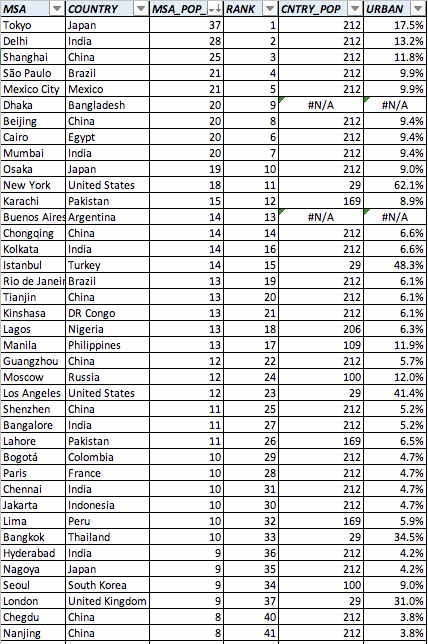 MSA COUNTRY MSA_POP_ RANK CNTRY_POP URBAN
Tokyo Japan 37 1 212 17.5%
Delhi India 28 2 212 13.2%
Shanghai China 25 3 212 11.8%
São Paulo Brazil 21 4 212 9.9%
Mexico City Mexico 21 5 212 9.9%
Dhaka Bangladesh 20 9 #N/A #N/A
Beijing China 20 8 212 9.4%
Cairo Egypt 20 6 212 9.4%
Mumbai India 20 7 212 9.4%
Osaka Japan 19 10 212 9.0%
New York United States 18 11 29 62.1%
Karachi Pakistan 15 12 169 8.9%
Buenos Aires Argentina 14 13 #N/A #N/A
Chongqing China 14 14 212 6.6%
Kolkata India 14 16 212 6.6%
Istanbul Turkey 14 15 29 48.3%
Rio de Janeir Brazil 13 19 212 6.1%
Tianjin China 13 20 212 6.1%
Kinshasa DR Congo 13 21 212 6.1%
Lagos Nigeria 13 18 206 6.3%
Manila Philippines 13 17 109 11.9%
Guangzhou China 12 22 212 5.7%
Moscow Russia 12 24 100 12.0%
Los Angeles United States 12 23 29 41.4%
Shenzhen China 11 25 212 5.2%
Bangalore India 11 27 212 5.2%
Lahore Pakistan 11 26 169 6.5%
Bogotá Colombia 10 29 212 4.7%
Paris France 10 28 212 4.7%
Chennai India 10 31 212 4.7%
Jakarta Indonesia 10 30 212 4.7%
Lima Peru 10 32 169 5.9%
Bangkok Thailand 10 33 29 34.5%
Hyderabad India 9 36 212 4.2%
Nagoya Japan 9 35 212 4.2%
Seoul South Korea 9 34 100 9.0%
London United Kingdom 9 37 29 31.0%
Chegdu China 8 40 212 3.8%
Nanjing China 8 41 212 3.8%